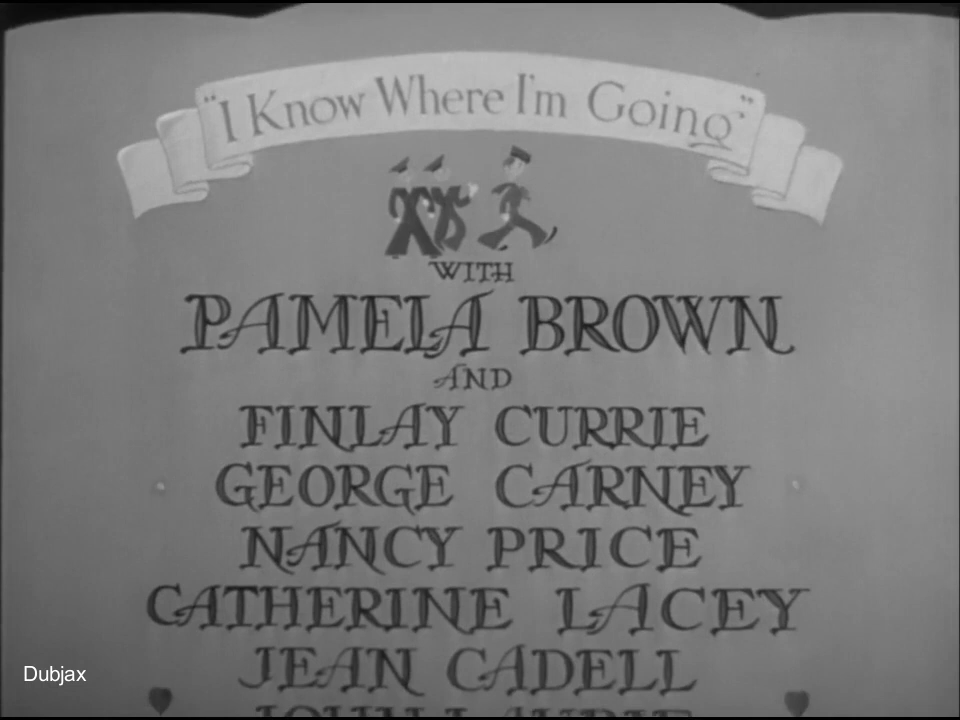 "I Know Where I'm Going"
WITH
PAMELA BROWN
AND
FINLAY CURRIE
GEORGE CARNEY
NANCY PRICE
CATHERINE LACEY
JEAN CADELL
Dubjax